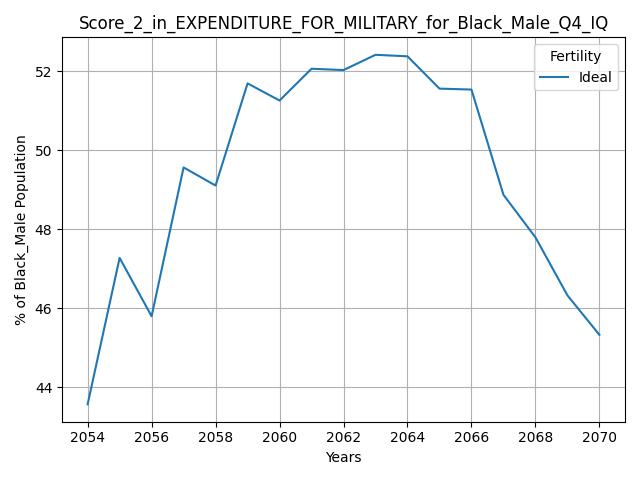 Score_2_in_EXPENDITURE_FOR_MILITARY_for_Black_Male_Q4_IQ
Fertility
Ideal
52
50
48
46
44
% of Black_Male Population
2054 2056 2058 2060 2062 2064 2066 2068 2070
Years